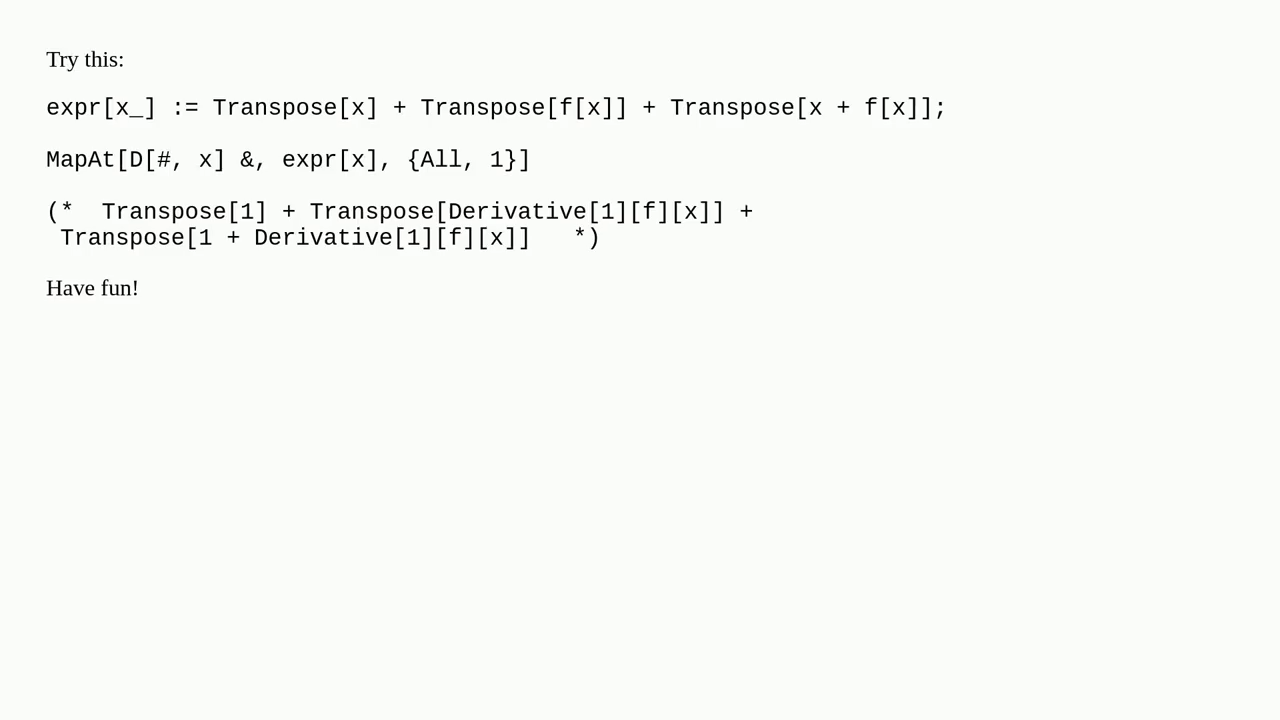 Try this:
expr[x_] := Transpose[x] + Transpose[f[x]] + Transpose[x + f[x]];
MapAt[D[#, x] &, expr[x], {All, 1}]
(*  Transpose[1] + Transpose[Derivative[1][f][x]] +
 Transpose[1 + Derivative[1][f][x]]   *)
Have fun!